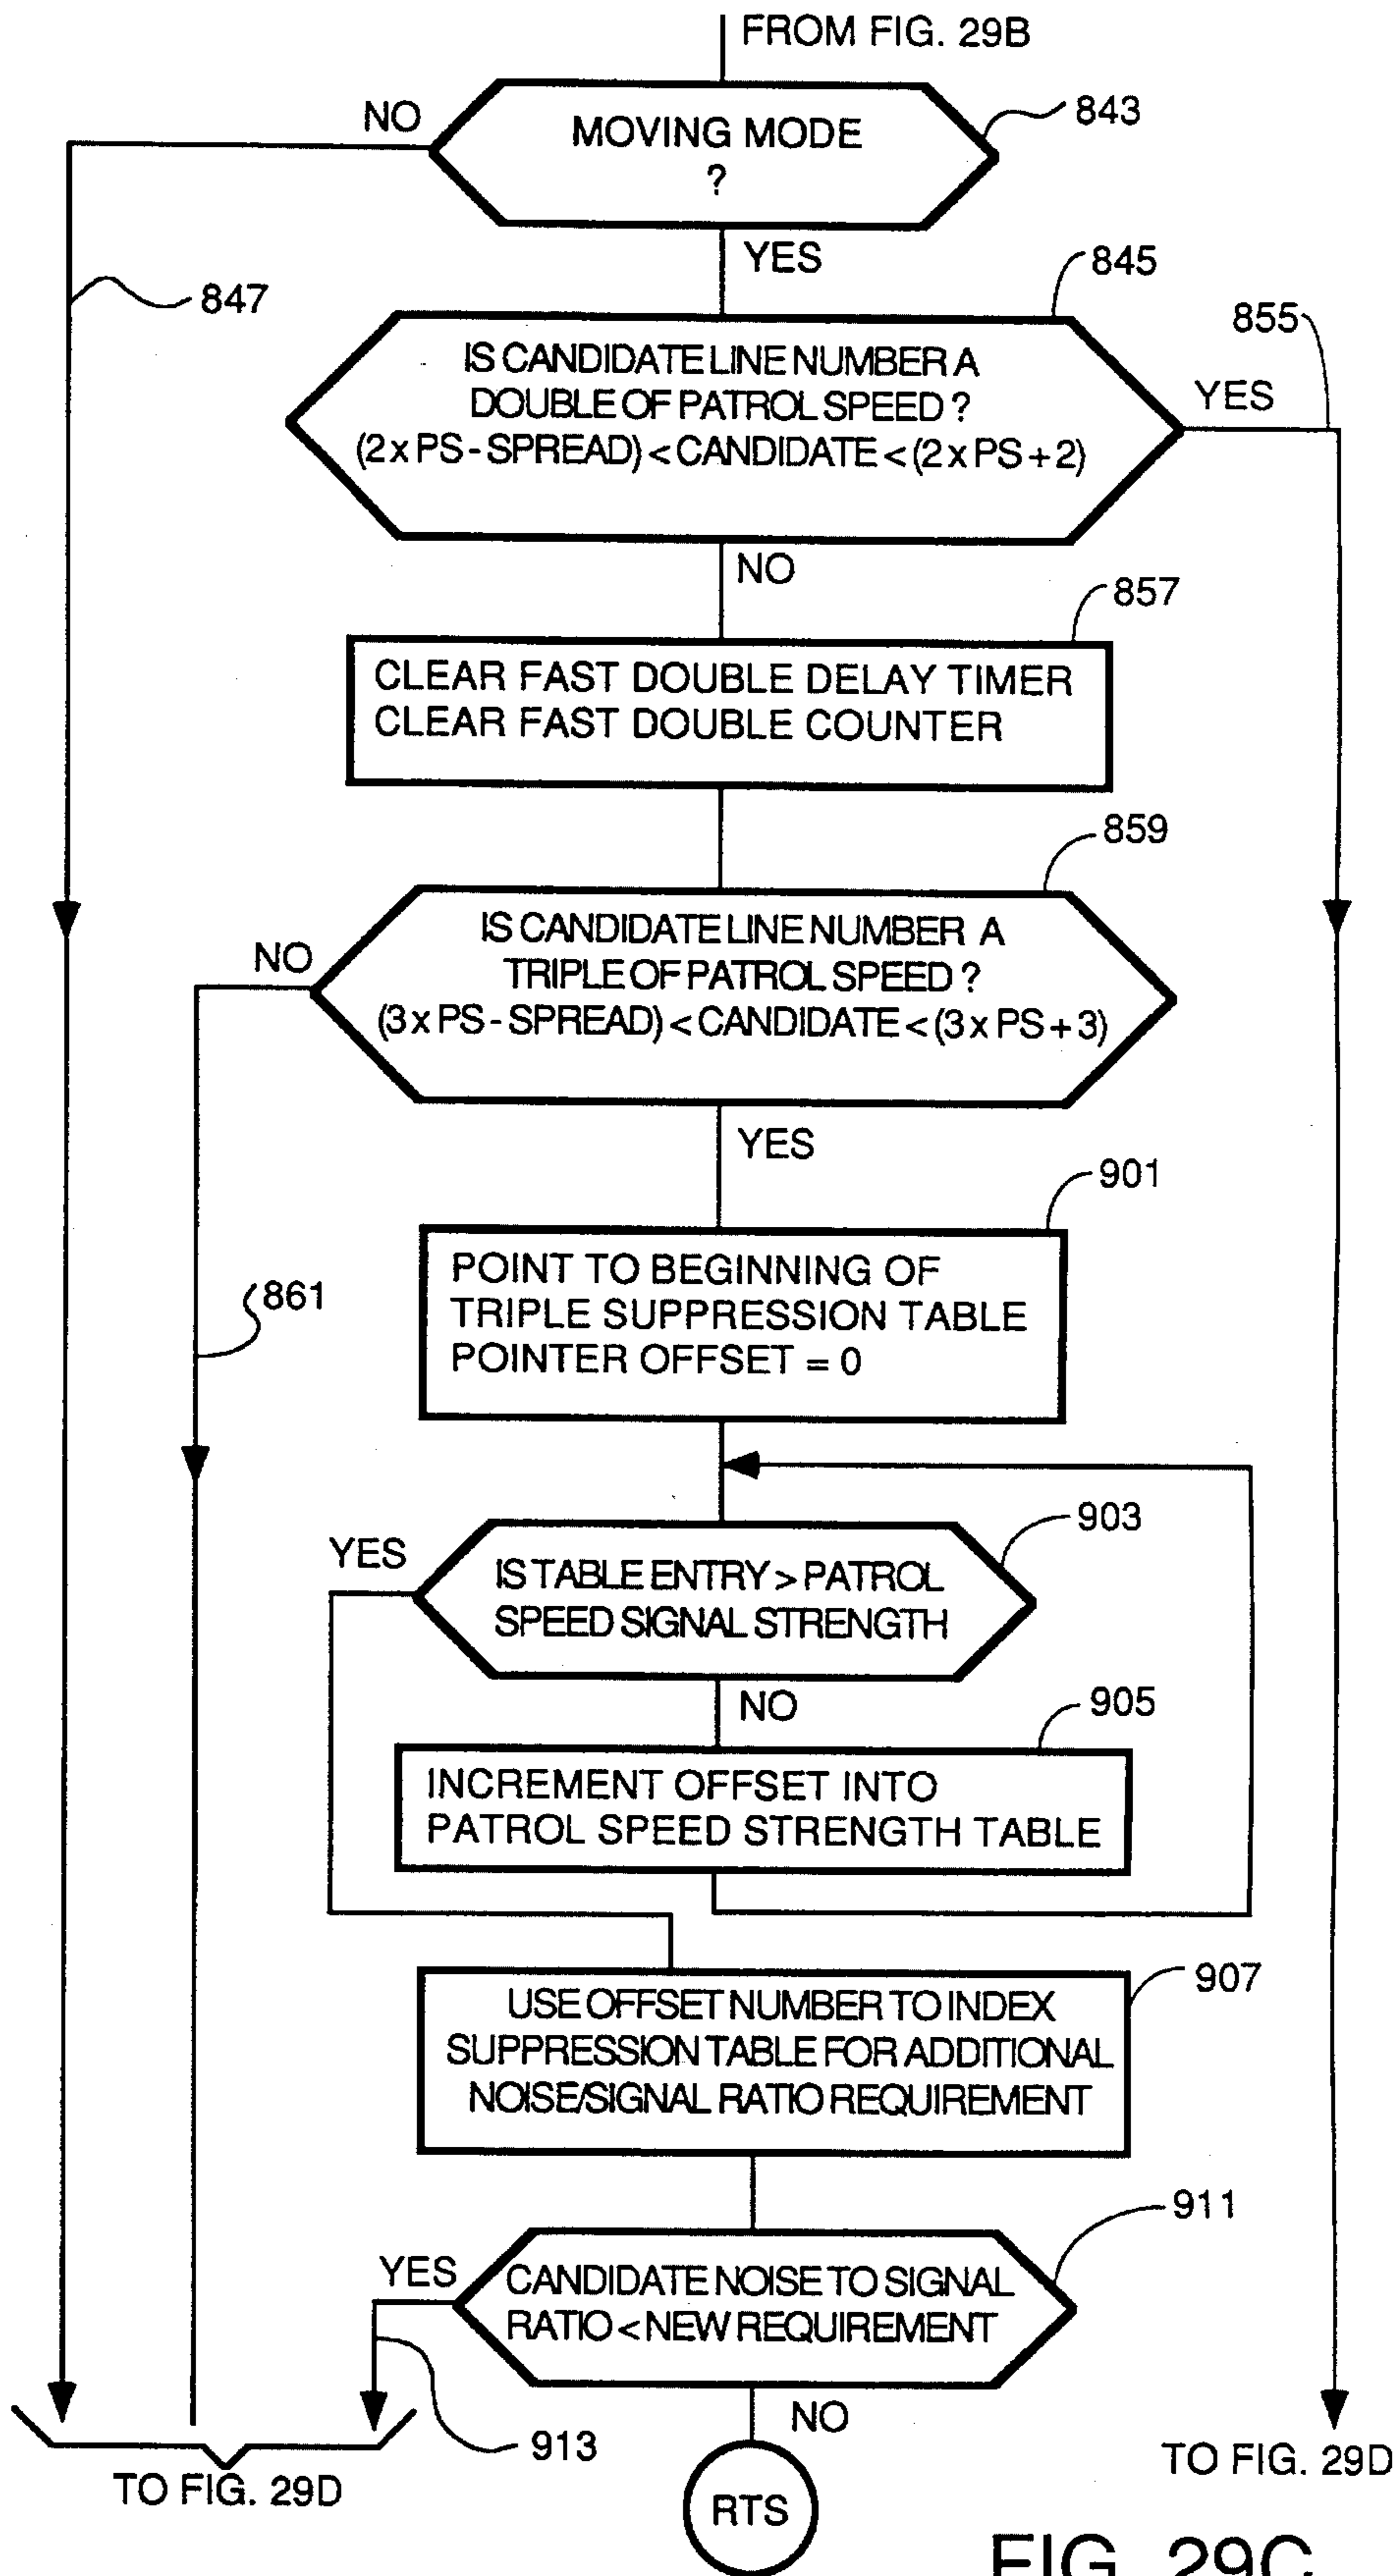 FROM FIG. 29B
NO
MOVING MODE
?
843
YES
847
845
855
IS CANDIDATE LINE NUMBER A
DOUBLE OF PATROL SPEED ?
(2 x PS - SPREAD) < CANDIDATE < (2 x PS + 2)
YES
NO
857
CLEAR FAST DOUBLE DELAY TIMER
CLEAR FAST DOUBLE COUNTER
859
NO
IS CANDIDATE LINE NUMBER A
TRIPLE OF PATROL SPEED ?
(3 x PS - SPREAD) < CANDIDATE < (3 x PS + 3)
YES
901
861
POINT TO BEGINNING OF
TRIPLE SUPPRESSION TABLE
POINTER OFFSET = 0
903
YES
IS TABLE ENTRY > PATROL
SPEED SIGNAL STRENGTH
NO
905
INCREMENT OFFSET INTO
PATROL SPEED STRENGTH TABLE
907
USE OFFSET NUMBER TO INDEX
SUPPRESSION TABLE FOR ADDITIONAL
NOISE/SIGNAL RATIO REQUIREMENT
911
YES
CANDIDATE NOISE TO SIGNAL
RATIO < NEW REQUIREMENT
NO
913
TO FIG. 29D
RTS
TO FIG. 29D
FIG. 29C